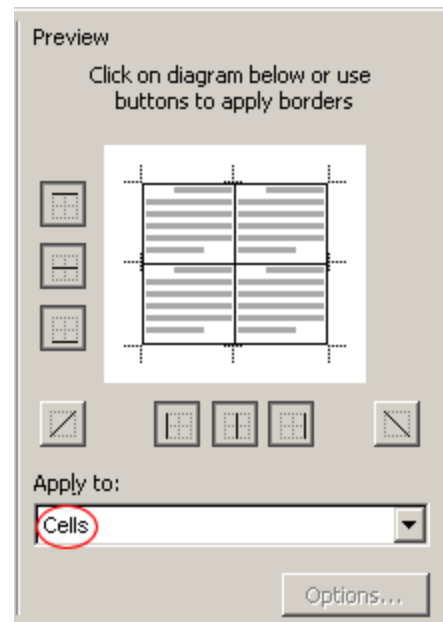 Preview
Click on diagram below or use
buttons to apply borders
Apply to:
Cells
Options...